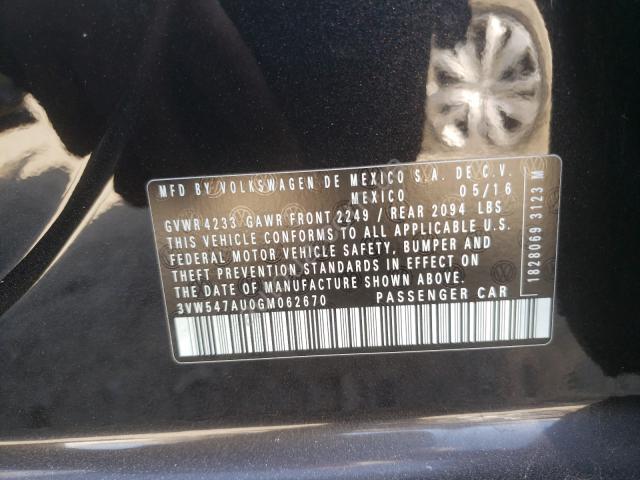 MFD BY VOLKSWAGEN DE MEXICO S.A. DE C.V.
MEXICO 05/16
GVWR 4233 GAWR FRONT 2249 / REAR 2094 LBS
THIS VEHICLE CONFORMS TO ALL APPLICABLE U.S.
FEDERAL MOTOR VEHICLE SAFETY, BUMPER AND
THEFT PREVENTION STANDARDS IN EFFECT ON
THE DATE OF MANUFACTURE SHOWN ABOVE.
3VW547AU0GM062670 PASSENGER CAR
1828069 3123 M